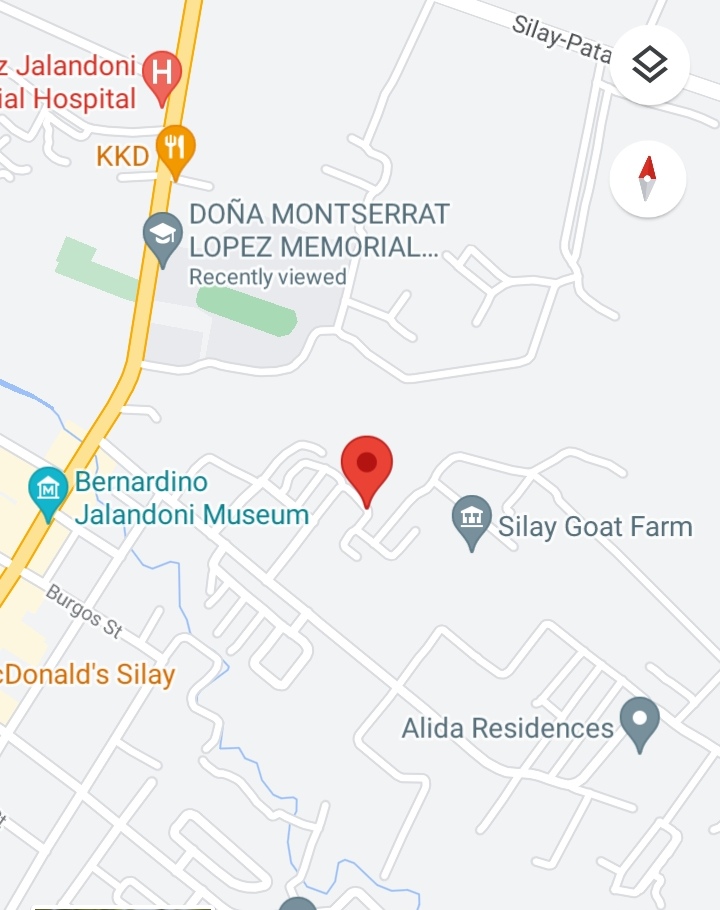 Silay-Pata
z Jalandoni
ial Hospital
H
KKD
DOÑA MONTSERRAT
LOPEZ MEMORIAL...
Recently viewed
Bernardino
Jalandoni Museum
M
Silay Goat Farm
Burgos St
cDonald's Silay
Alida Residences